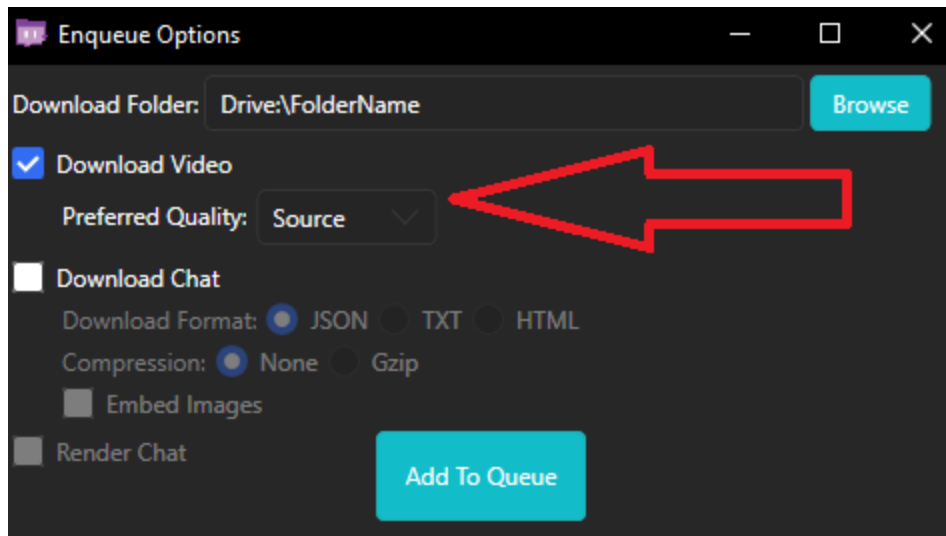 Enqueue Options
Download Folder: Drive:\FolderName Browse
Download Video
Preferred Quality: Source
Download Chat
Download Format: JSON TXT HTML
Compression: None Gzip
Embed Images
Render Chat
Add To Queue